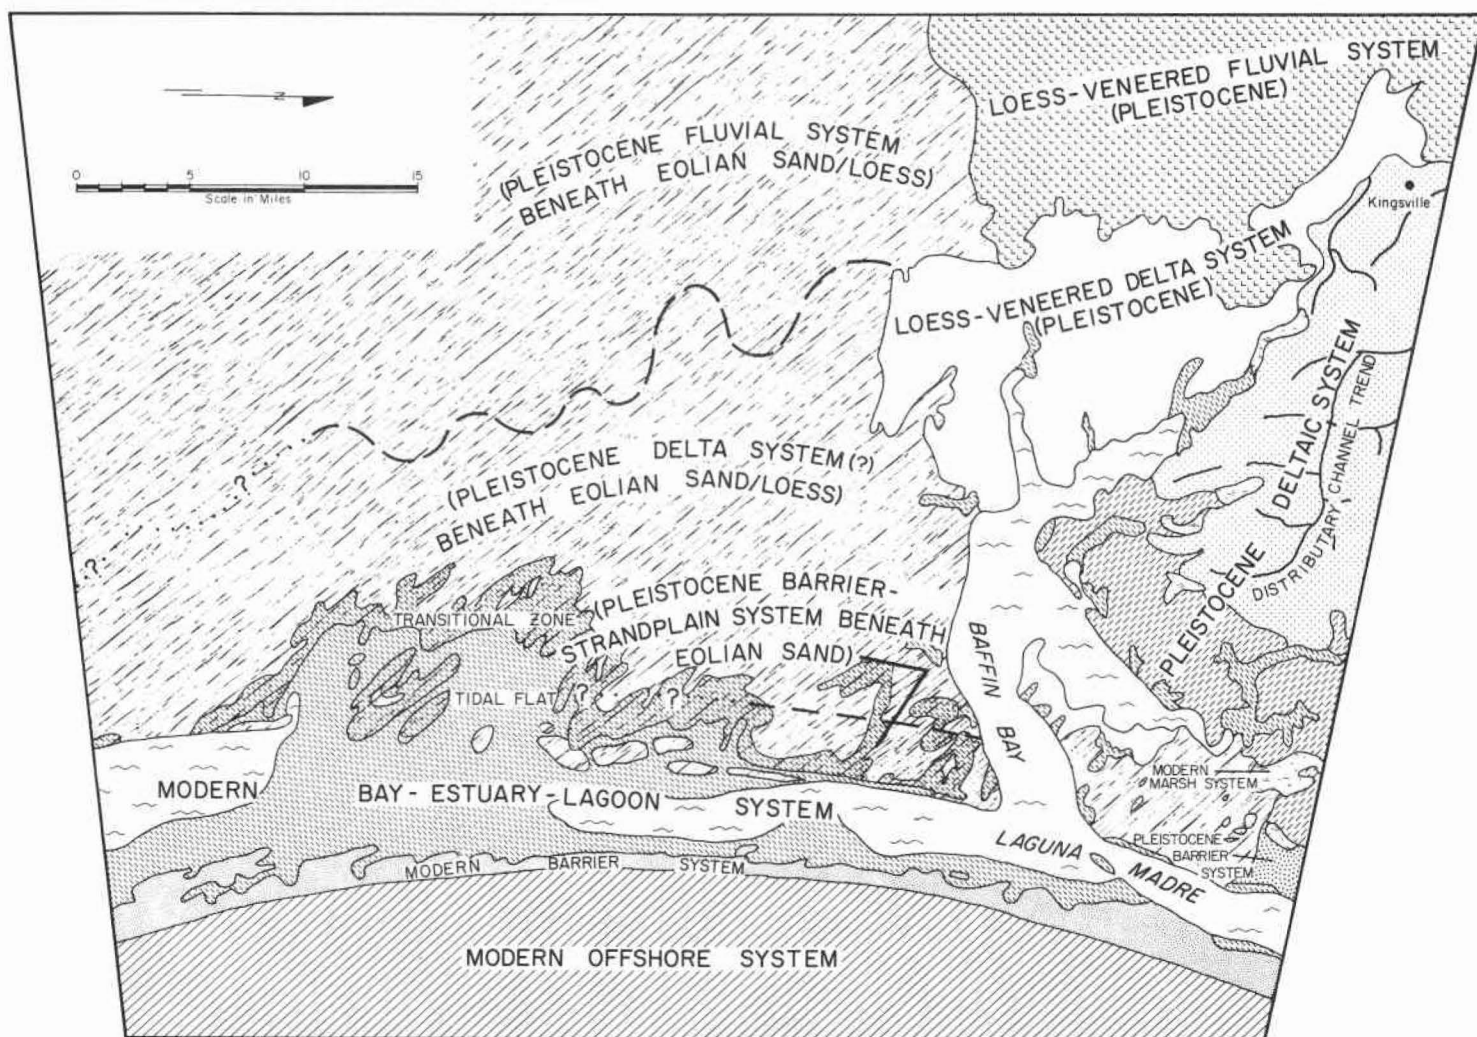 N
0 5 10 15
Scale in Miles
LOESS-VENEERED FLUVIAL SYSTEM
(PLEISTOCENE)
(PLEISTOCENE FLUVIAL SYSTEM
BENEATH EOLIAN SAND/LOESS)
Kingsville
LOESS-VENEERED DELTA SYSTEM
(PLEISTOCENE)
PLEISTOCENE DELTAIC SYSTEM
DISTRIBUTARY CHANNEL TREND
(PLEISTOCENE DELTA SYSTEM(?)
BENEATH EOLIAN SAND/LOESS)
?
?
(PLEISTOCENE BARRIER-
STRANDPLAIN SYSTEM BENEATH
EOLIAN SAND)
TRANSITIONAL ZONE
TIDAL FLAT
?
?
BAFFIN BAY
MODERN
MARSH SYSTEM
MODERN BAY-ESTUARY-LAGOON SYSTEM
PLEISTOCENE
BARRIER
SYSTEM
LAGUNA MADRE
MODERN BARRIER SYSTEM
MODERN OFFSHORE SYSTEM